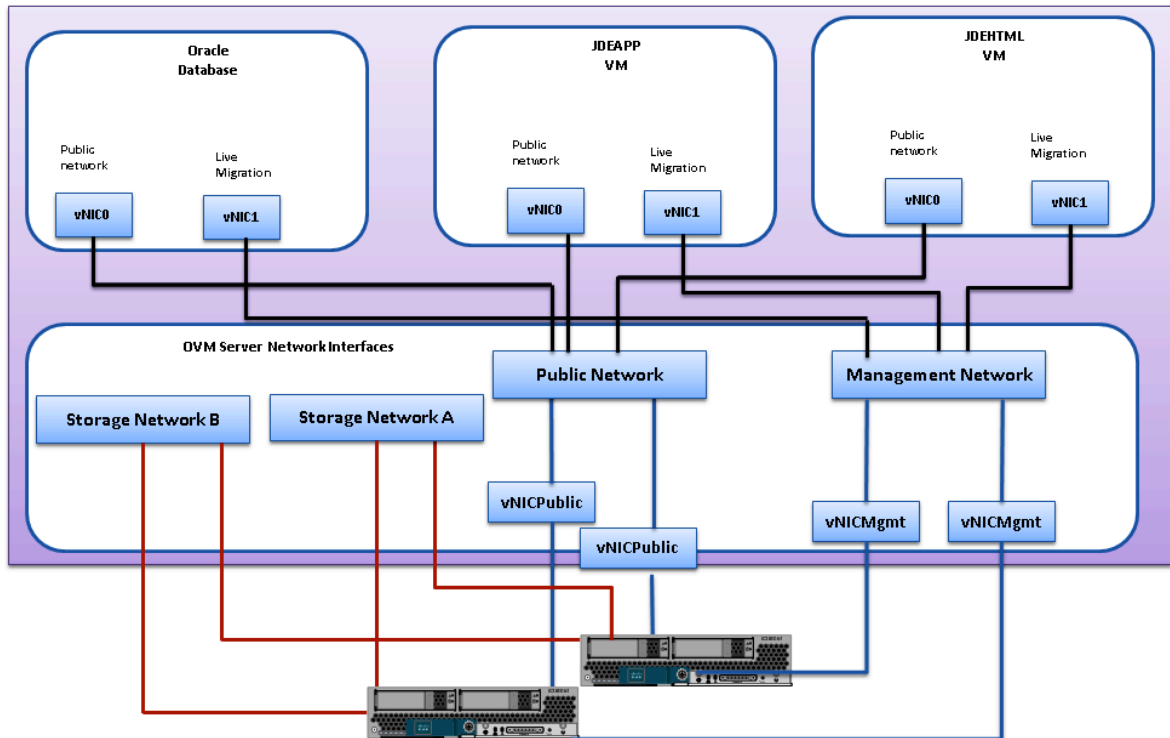 Oracle
Database
Public
network
Live
Migration
vNIC0
vNIC1
JDEAPP
VM
Public
network
Live
Migration
vNIC0
vNIC1
JDEHTML
VM
Public
network
Live
Migration
vNIC0
vNIC1
OVM Server Network Interfaces
Public Network
Management Network
Storage Network B
Storage Network A
vNICPublic
vNICPublic
vNICMgmt
vNICMgmt